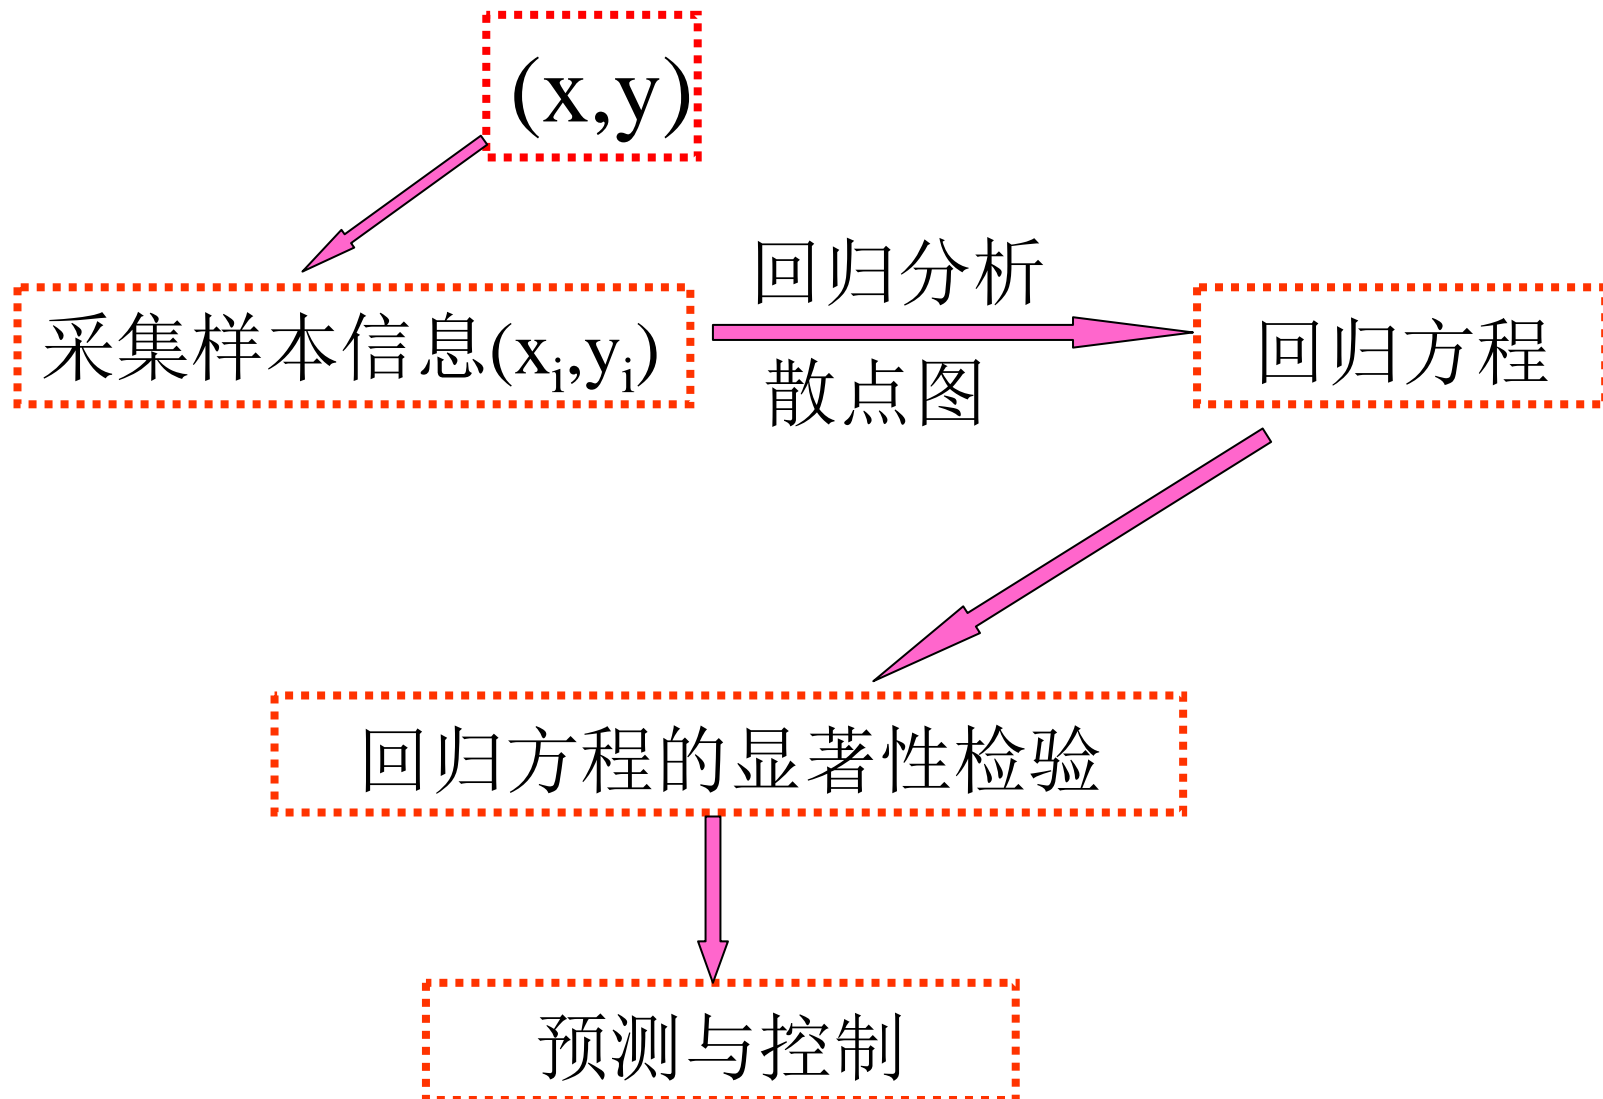 (x,y)
采集样本信息(xi,yi)
回归分析
散点图
回归方程
回归方程的显著性检验
预测与控制